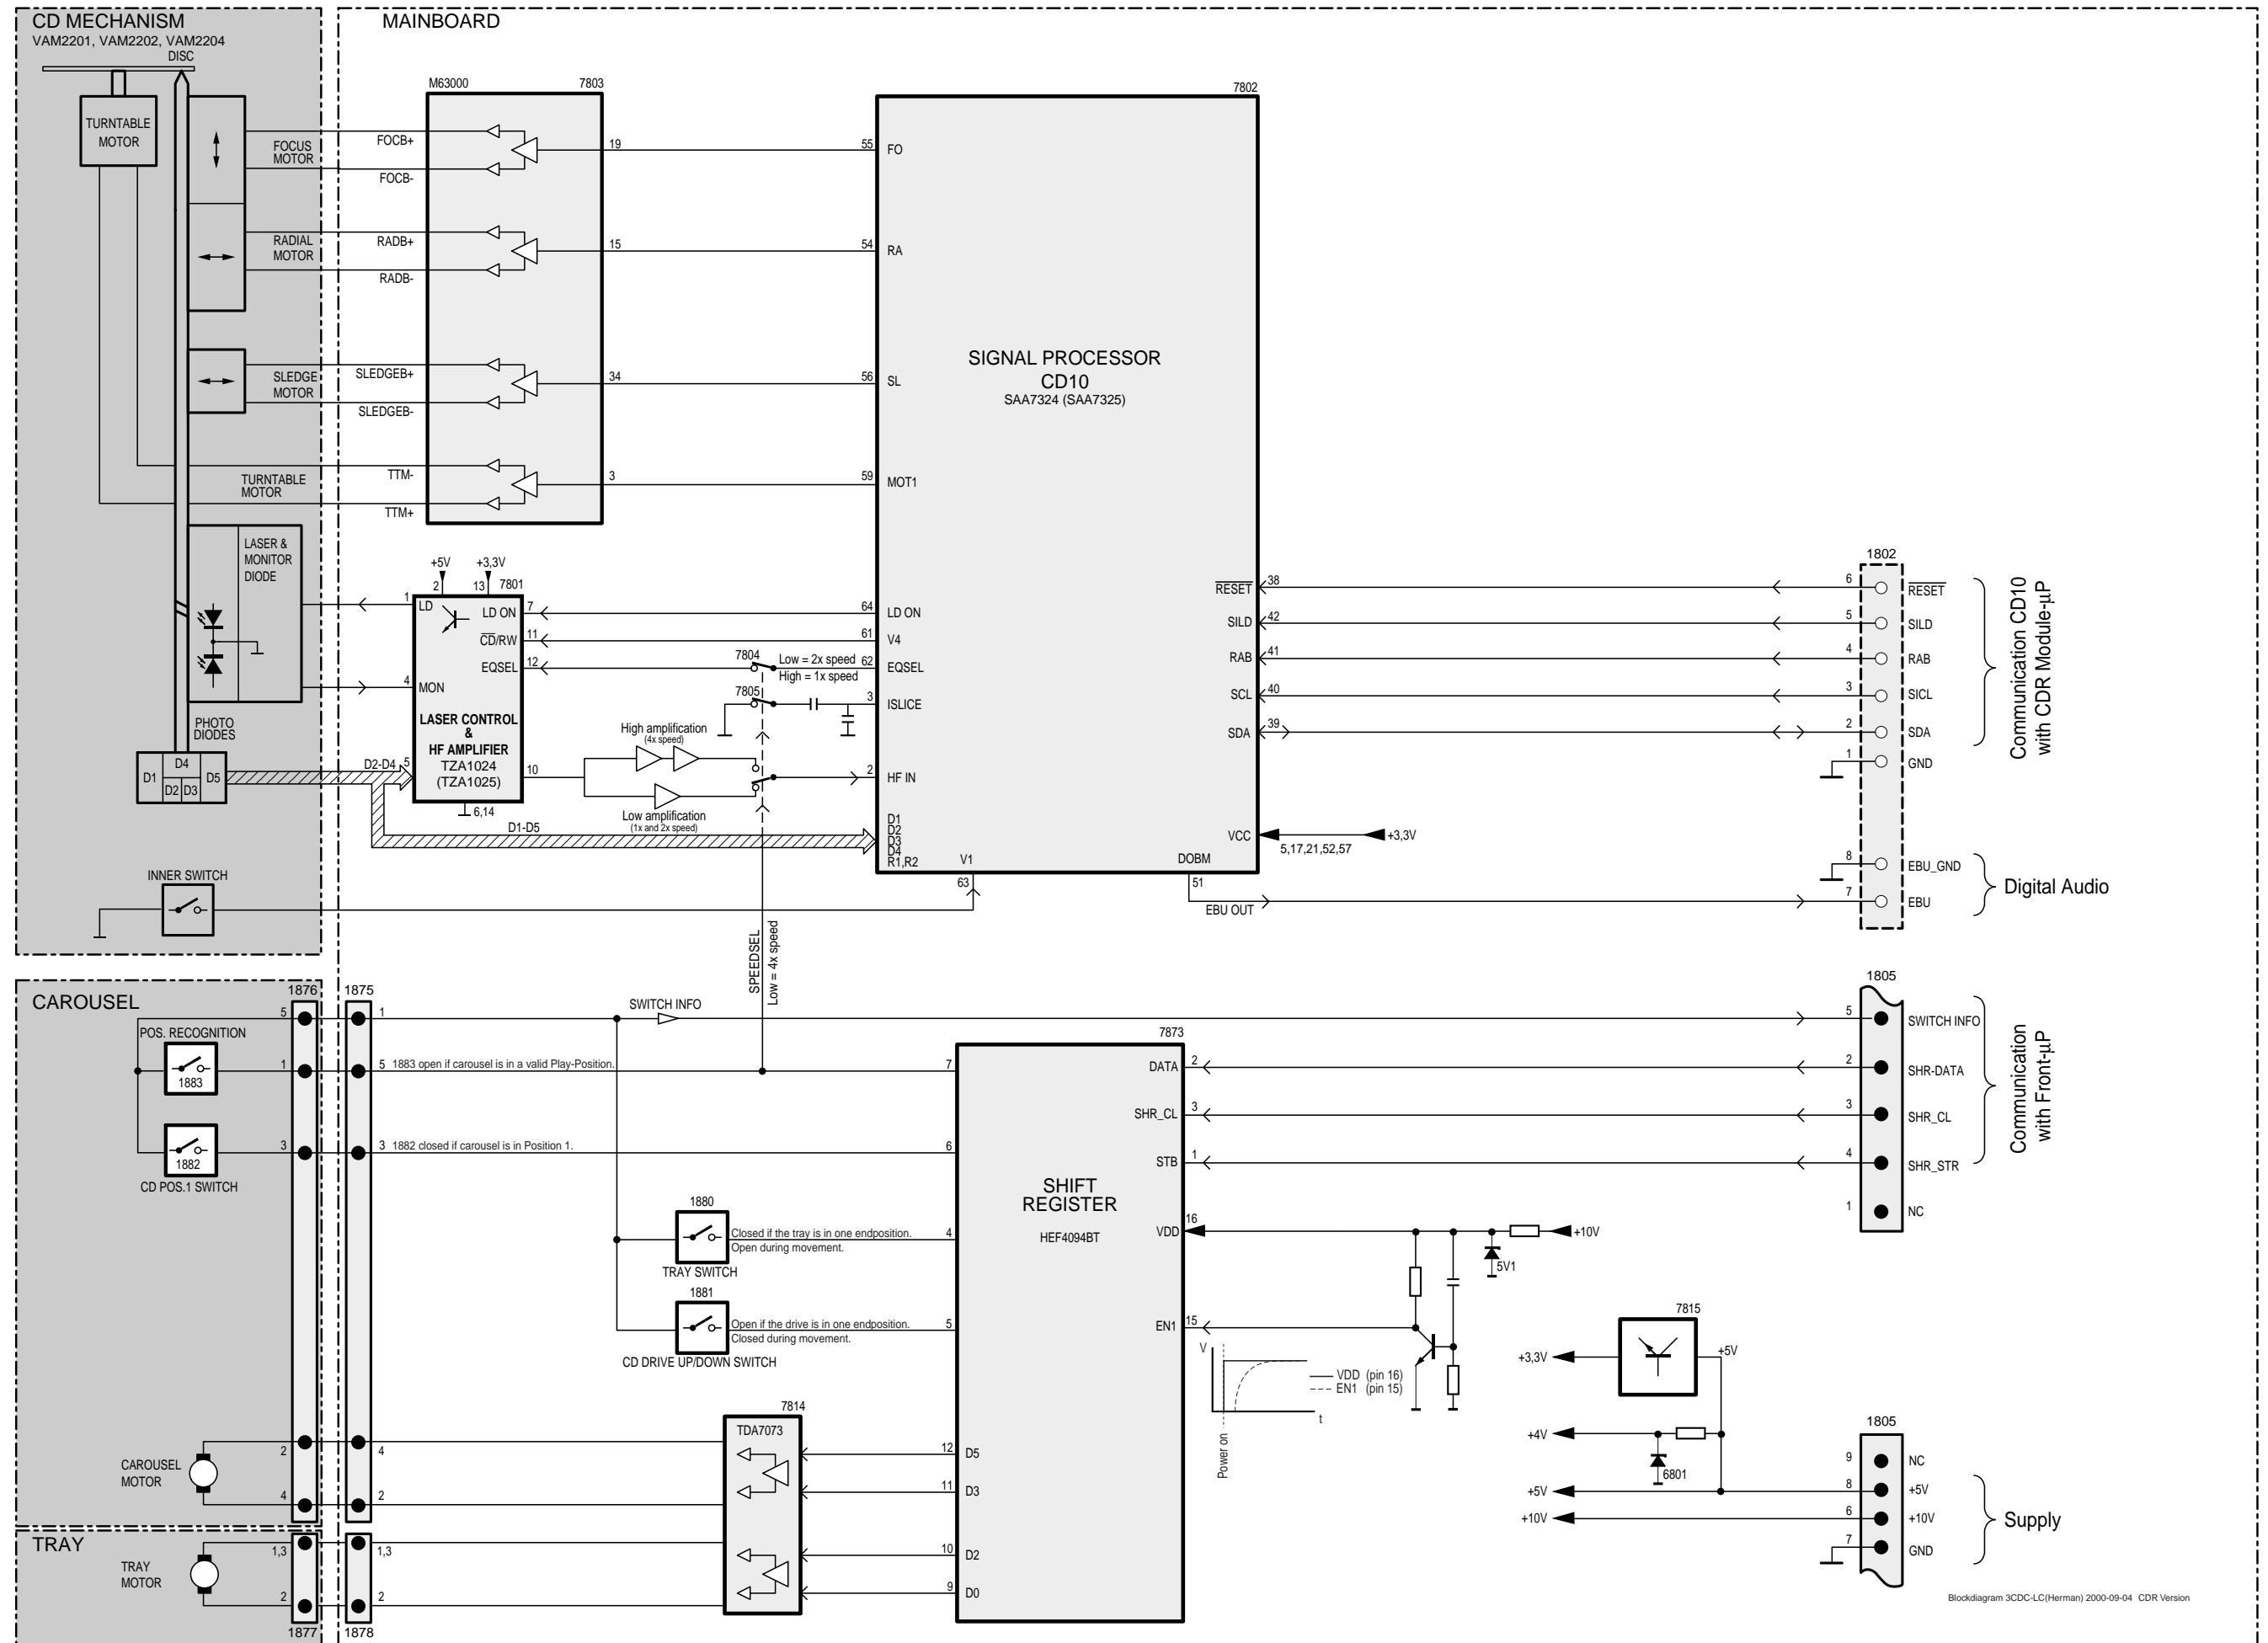 CD MECHANISM
VAM2201, VAM2202, VAM2204
DISC
TURNTABLE
MOTOR
FOCUS
MOTOR
RADIAL
MOTOR
SLEDGE
MOTOR
TURNTABLE
MOTOR
LASER &
MONITOR
DIODE
PHOTO
DIODES
D1
D4
D2
D3
D5
INNER SWITCH
MAINBOARD
M63000
7803
FOCB+
FOCB-
19
RADB+
RADB-
15
SLEDGEB+
SLEDGEB-
34
TTM-
TTM+
3
7802
55
FO
54
RA
56
SL
59
MOT1
SIGNAL PROCESSOR
CD10
SAA7324 (SAA7325)
+5V
+3,3V
2
13
7801
1
LD
LD ON
7
64
LD ON
CD/RW
11
61
V4
EQSEL
12
7804
Low = 2x speed
High = 1x speed
62
EQSEL
4
MON
7805
3
ISLICE
LASER CONTROL
&
HF AMPLIFIER
TZA1024
(TZA1025)
D2-D4
5
10
6,14
High amplification
(4x speed)
Low amplification
(1x and 2x speed)
2
HF IN
D1-D5
D1
D2
D3
D4
R1,R2
V1
63
DOBM
51
EBU OUT
VCC
5,17,21,52,57
+3,3V
RESET
38
SILD
42
RAB
41
SCL
40
SDA
39
1802
6
RESET
5
SILD
4
RAB
3
SICL
2
SDA
1
GND
Communication CD10
with CDR Module-µP
8
EBU_GND
7
EBU
Digital Audio
SPEEDSEL
Low = 4x speed
CAROUSEL
1876
1875
5
1
SWITCH INFO
POS. RECOGNITION
1883
1
5
1883 open if carousel is in a valid Play-Position.
7
1882
CD POS.1 SWITCH
3
3
1882 closed if carousel is in Position 1.
6
1880
Closed if the tray is in one endposition.
Open during movement.
4
TRAY SWITCH
1881
Open if the drive is in one endposition.
Closed during movement.
5
CD DRIVE UP/DOWN SWITCH
7873
DATA
2
SHR_CL
3
STB
1
SHIFT
REGISTER
HEF4094BT
VDD
16
+10V
5V1
EN1
15
V
VDD (pin 16)
EN1 (pin 15)
t
Power on
1805
5
SWITCH INFO
2
SHR-DATA
3
SHR_CL
4
SHR_STR
1
NC
Communication
with Front-µP
7815
+3,3V
+5V
+4V
6801
+5V
+10V
1805
9
NC
8
+5V
6
+10V
7
GND
Supply
7814
TDA7073
12
D5
11
D3
10
D2
9
D0
CAROUSEL
MOTOR
2
4
4
2
TRAY
TRAY
MOTOR
1,3
1,3
2
2
1877
1878
Blockdiagram 3CDC-LC(Herman) 2000-09-04 CDR Version